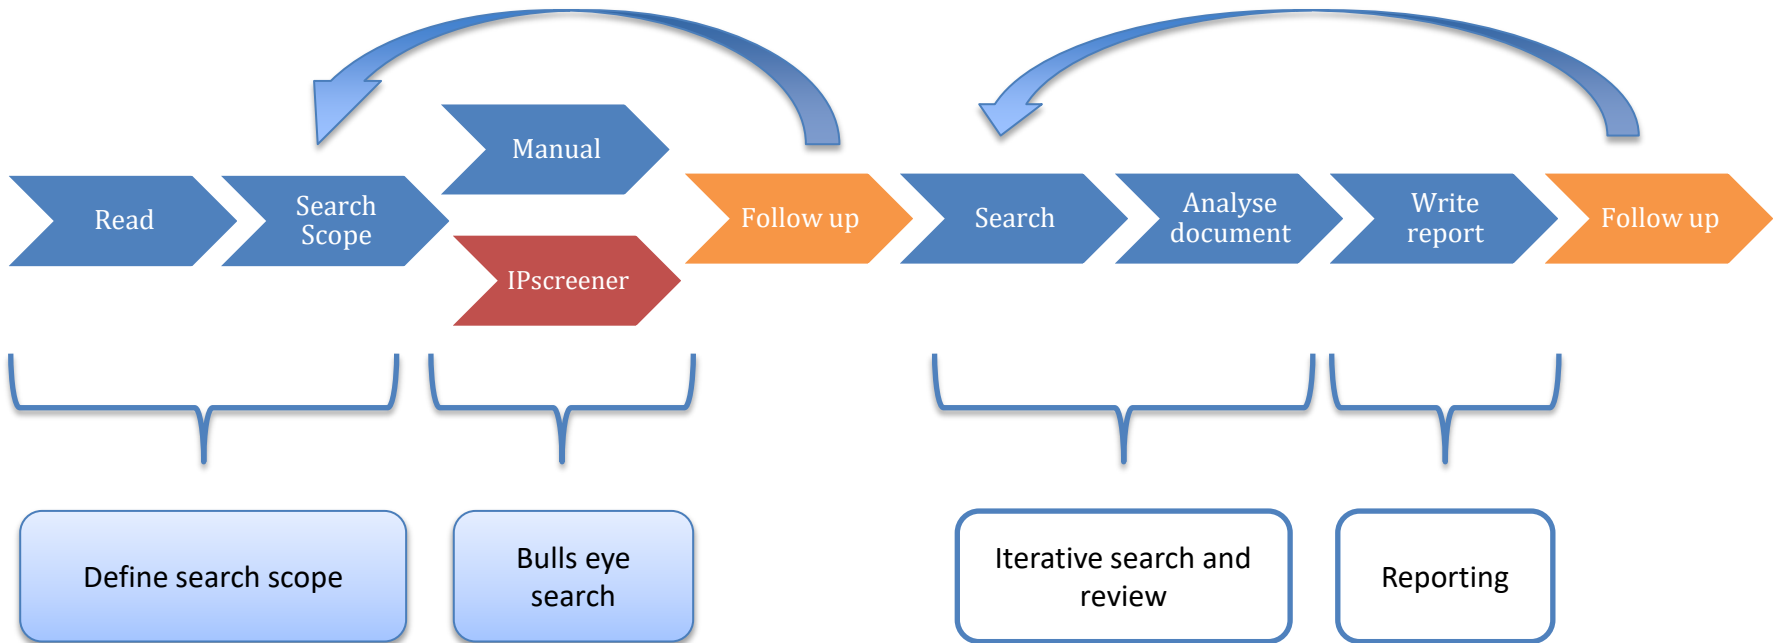 Manual
Read
Search
Scope
IPscreener
Follow up
Search
Analyse
document
Write
report
Follow up
Define search scope
Bulls eye
search
Iterative search and
review
Reporting